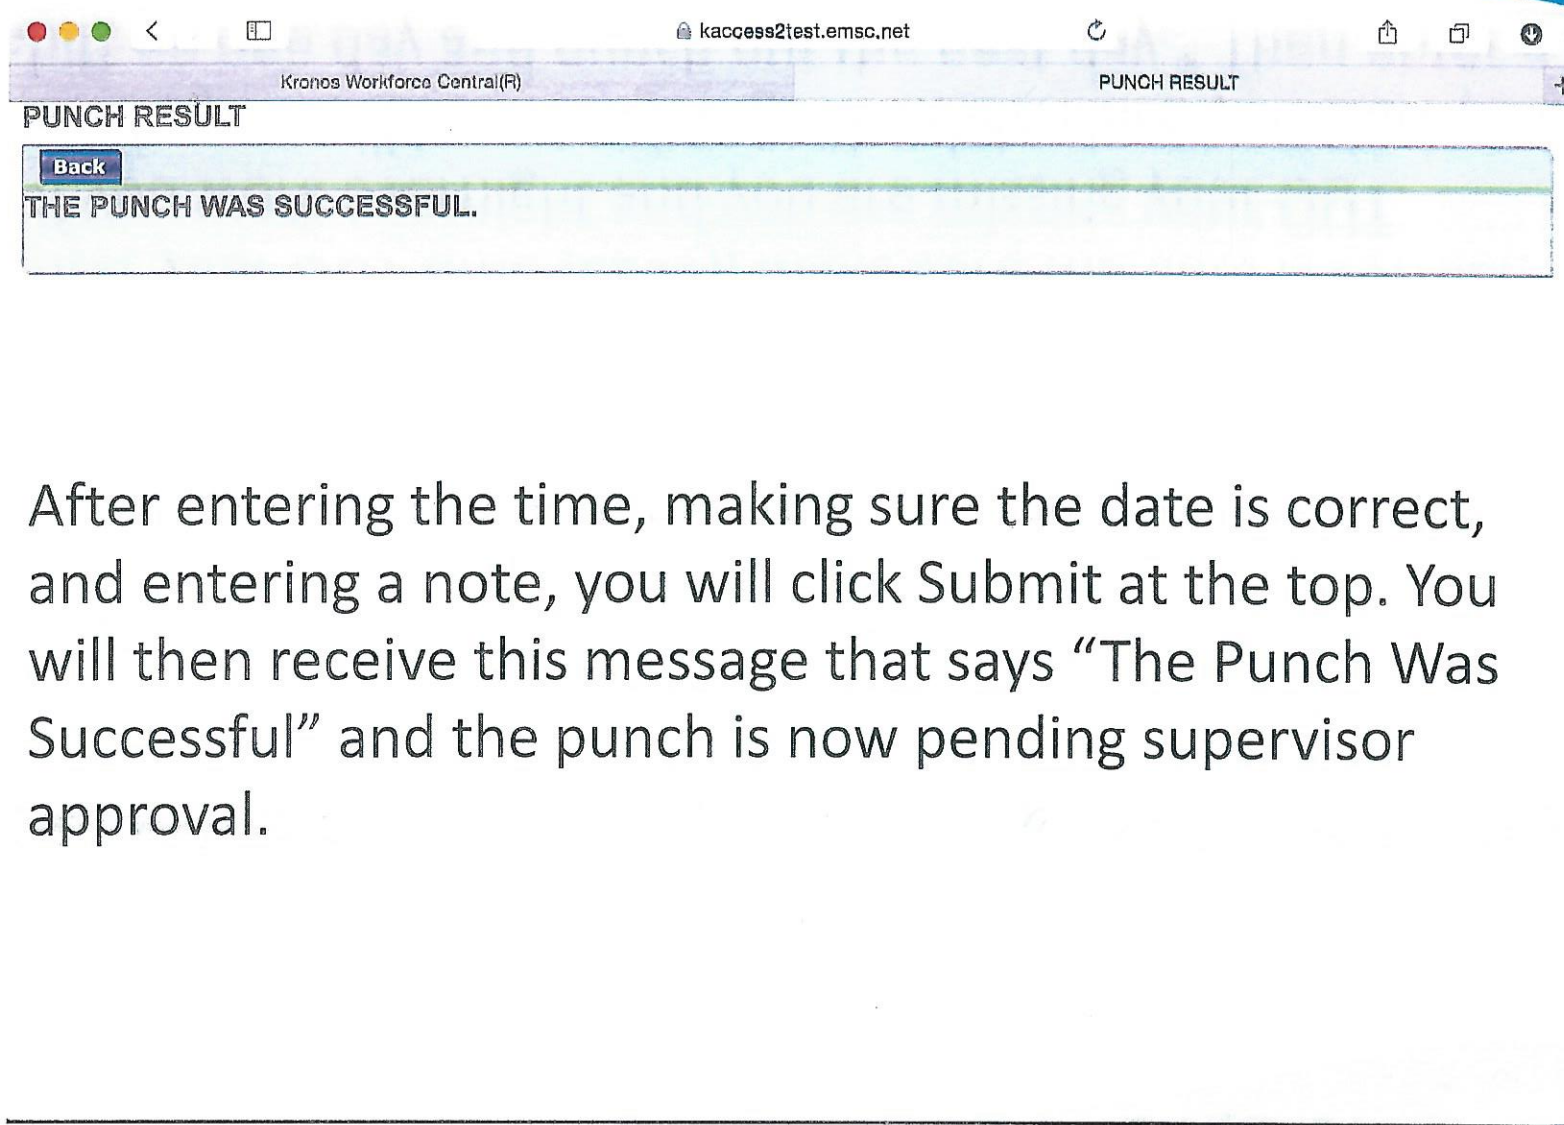 kaccess2test.emsc.net
Kronos Workforce Central(R) PUNCH RESULT
PUNCH RESULT
Back
THE PUNCH WAS SUCCESSFUL.
After entering the time, making sure the date is correct,
and entering a note, you will click Submit at the top. You
will then receive this message that says “The Punch Was
Successful” and the punch is now pending supervisor
approval.